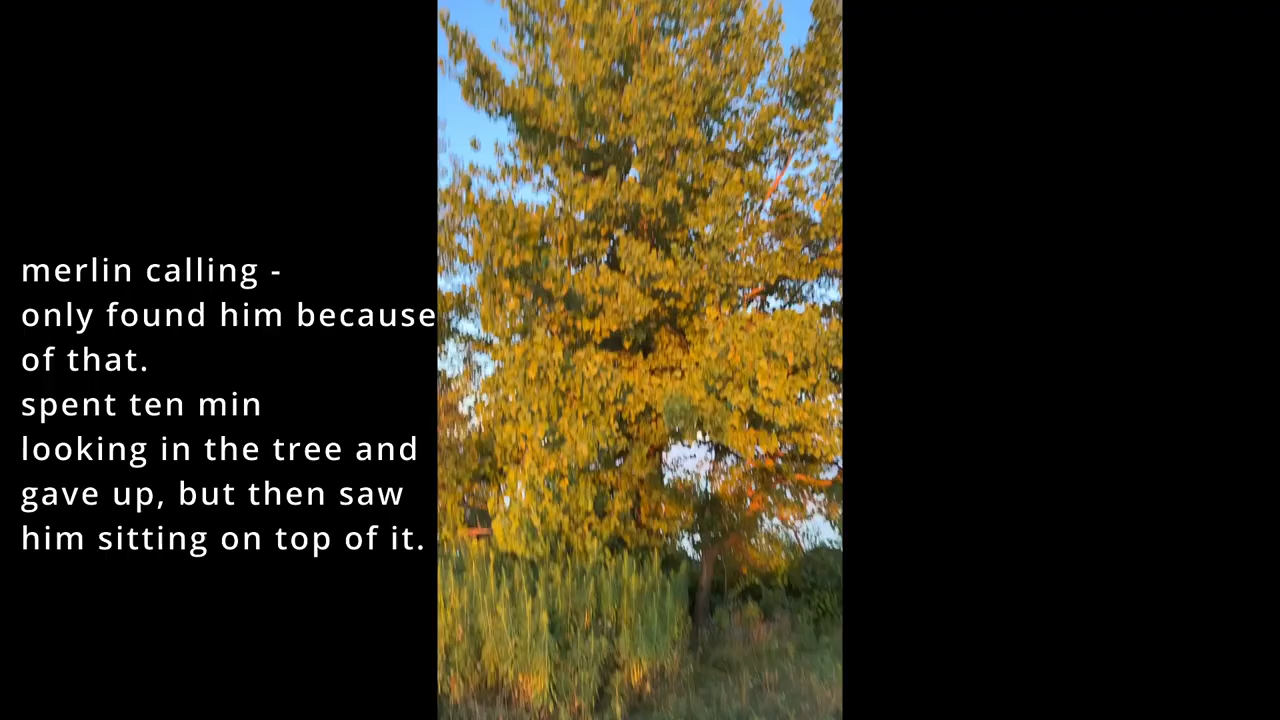 merlin calling -
only found him because
of that.
spent ten min
looking in the tree and
gave up, but then saw
him sitting on top of it.